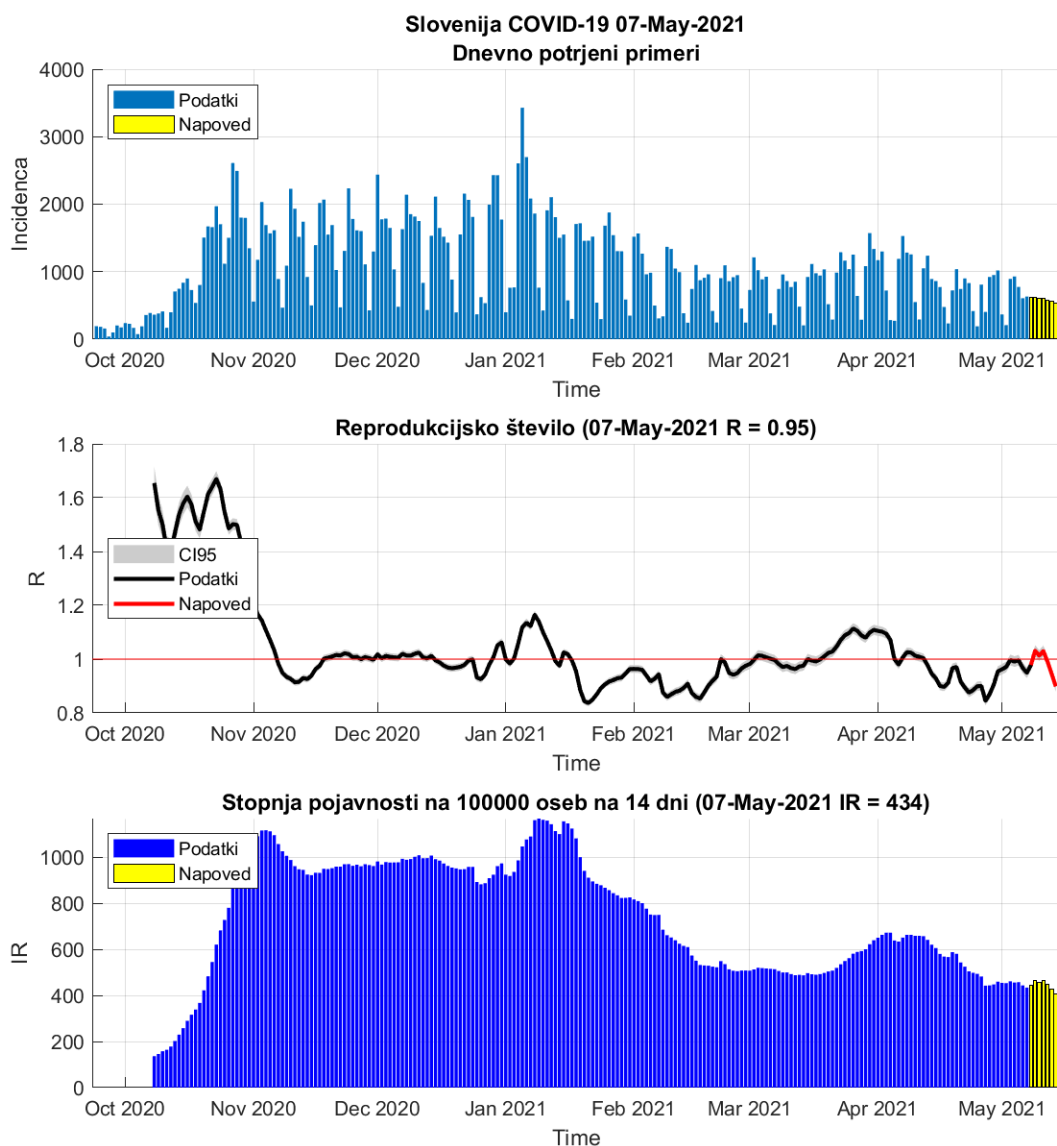 Slovenija COVID-19 07-May-2021
Dnevno potrjeni primeri
4000
3000
2000
1000
0
Incidenca
Podatki
Napoved
Oct 2020 Nov 2020 Dec 2020 Jan 2021 Feb 2021 Mar 2021 Apr 2021 May 2021
Time
Reprodukcijsko število (07-May-2021 R = 0.95)
1.8
1.6
1.4
1.2
1
0.8
R
CI95
Podatki
Napoved
Oct 2020 Nov 2020 Dec 2020 Jan 2021 Feb 2021 Mar 2021 Apr 2021 May 2021
Time
Stopnja pojavnosti na 100000 oseb na 14 dni (07-May-2021 IR = 434)
1000
800
600
400
200
0
IR
Podatki
Napoved
Oct 2020 Nov 2020 Dec 2020 Jan 2021 Feb 2021 Mar 2021 Apr 2021 May 2021
Time